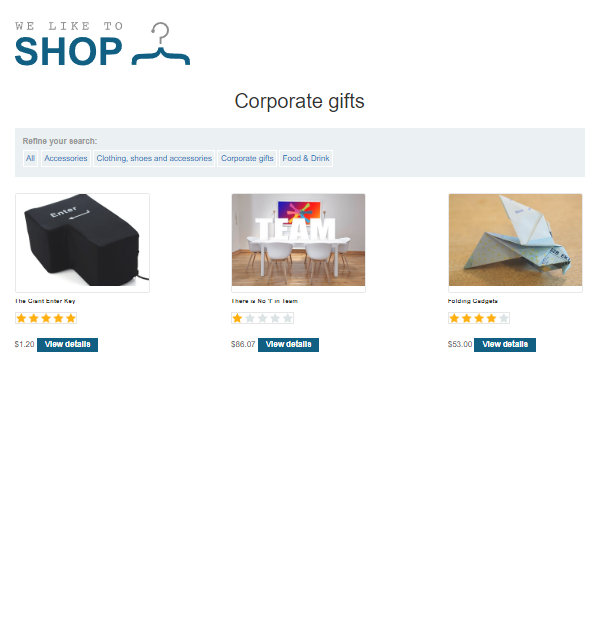 WE LIKE TO
SHOP
Corporate gifts
Refine your search:
All Accessories Clothing, shoes and accessories Corporate gifts Food & Drink
Enter
TEAM
The Giant Enter Key
There is No 'I' in Team
Folding Gadgets
$1.20 View details
$66.07 View details
$53.00 View details